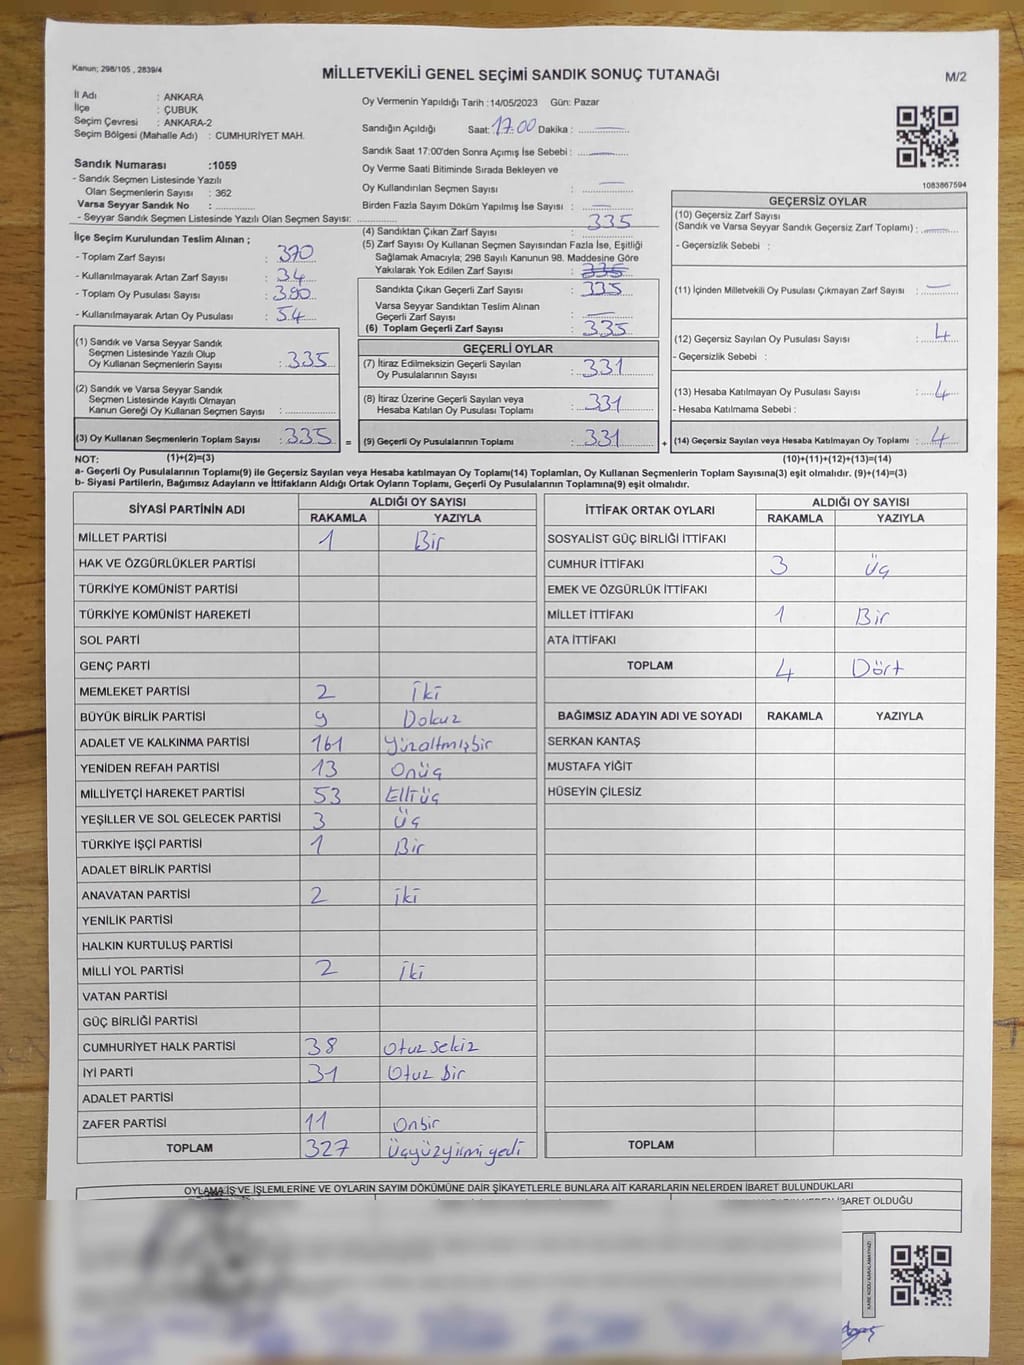 Kanun; 298/105 , 2839/4
MİLLETVEKİLİ GENEL SEÇİMİ SANDIK SONUÇ TUTANAĞI
M/2
İl Adı : ANKARA
İlçe : ÇUBUK
Seçim Çevresi : ANKARA-2
Seçim Bölgesi (Mahalle Adı) : CUMHURİYET MAH.
Sandık Numarası :1059
- Sandık Seçmen Listesinde Yazılı
Olan Seçmenlerin Sayısı : 362
Varsa Seyyar Sandık No :
- Seyyar Sandık Seçmen Listesinde Yazılı Olan Seçmen Sayısı:
Oy Vermenin Yapıldığı Tarih : 14/05/2023 Gün: Pazar
Sandığın Açıldığı Saat: 17:00 Dakika : —
Sandık Saat 17:00'den Sonra Açımış İse Sebebi : —
Oy Verme Saati Bitiminde Sırada Bekleyen ve
Oy Kullandırılan Seçmen Sayısı : —
Birden Fazla Sayım Döküm Yapılmış İse Sayısı : —
1083867594
İlçe Seçim Kurulundan Teslim Alınan ;
- Toplam Zarf Sayısı : 370
- Kullanılmayarak Artan Zarf Sayısı : 34
- Toplam Oy Pusulası Sayısı : 390
- Kullanılmayarak Artan Oy Pusulası : 54
(1) Sandık ve Varsa Seyyar Sandık
Seçmen Listesinde Yazılı Olup
Oy Kullanan Seçmenlerin Sayısı : 335
(2) Sandık ve Varsa Seyyar Sandık
Seçmen Listesinde Kayıtlı Olmayan
Kanun Gereği Oy Kullanan Seçmen Sayısı :
(3) Oy Kullanan Seçmenlerin Toplam Sayısı : 335 =
(4) Sandıktan Çıkan Zarf Sayısı : 335
(5) Zarf Sayısı Oy Kullanan Seçmen Sayısından Fazla İse, Eşitliği
Sağlamak Amacıyla; 298 Sayılı Kanunun 98. Maddesine Göre
Yakılarak Yok Edilen Zarf Sayısı : 335
Sandıkta Çıkan Geçerli Zarf Sayısı : 335
Varsa Seyyar Sandıktan Teslim Alınan
Geçerli Zarf Sayısı : —
(6) Toplam Geçerli Zarf Sayısı : 335
GEÇERLİ OYLAR
(7) İtiraz Edilmeksizin Geçerli Sayılan
Oy Pusulalarının Sayısı : 331
(8) İtiraz Üzerine Geçerli Sayılan veya
Hesaba Katılan Oy Pusulası Toplamı : 331
(9) Geçerli Oy Pusulalarının Toplamı : 331 +
GEÇERSİZ OYLAR
(10) Geçersiz Zarf Sayısı
(Sandık ve Varsa Seyyar Sandık Geçersiz Zarf Toplamı) : —
- Geçersizlik Sebebi :
(11) İçinden Milletvekili Oy Pusulası Çıkmayan Zarf Sayısı : —
(12) Geçersiz Sayılan Oy Pusulası Sayısı : 4
- Geçersizlik Sebebi :
(13) Hesaba Katılmayan Oy Pusulası Sayısı : 4
- Hesaba Katılmama Sebebi :
(14) Geçersiz Sayılan veya Hesaba Katılmayan Oy Toplamı : 4
NOT: (1)+(2)=(3) (10)+(11)+(12)+(13)=(14)
a- Geçerli Oy Pusulalarının Toplamı(9) ile Geçersiz Sayılan veya Hesaba katılmayan Oy Toplamı(14) Toplamları, Oy Kullanan Seçmenlerin Toplam Sayısına(3) eşit olmalıdır. (9)+(14)=(3)
b- Siyasi Partilerin, Bağımsız Adayların ve İttifakların Aldığı Ortak Oyların Toplamı, Geçerli Oy Pusulalarının Toplamına(9) eşit olmalıdır.
SİYASİ PARTİNİN ADI ALDIĞI OY SAYISI
RAKAMLA YAZIYLA
MİLLET PARTİSİ 1 Bir
HAK VE ÖZGÜRLÜKLER PARTİSİ
TÜRKİYE KOMÜNİST PARTİSİ
TÜRKİYE KOMÜNİST HAREKETİ
SOL PARTİ
GENÇ PARTİ
MEMLEKET PARTİSİ 2 İki
BÜYÜK BİRLİK PARTİSİ 9 Dokuz
ADALET VE KALKINMA PARTİSİ 161 Yüzaltmışbir
YENİDEN REFAH PARTİSİ 13 Onüç
MİLLİYETÇİ HAREKET PARTİSİ 53 Elliüç
YEŞİLLER VE SOL GELECEK PARTİSİ 3 Üç
TÜRKİYE İŞÇİ PARTİSİ 1 Bir
ADALET BİRLİK PARTİSİ
ANAVATAN PARTİSİ 2 iki
YENİLİK PARTİSİ
HALKIN KURTULUŞ PARTİSİ
MİLLİ YOL PARTİSİ 2 İki
VATAN PARTİSİ
GÜÇ BİRLİĞİ PARTİSİ
CUMHURİYET HALK PARTİSİ 38 Otuz sekiz
İYİ PARTİ 31 Otuz bir
ADALET PARTİSİ
ZAFER PARTİSİ 11 Onbir
TOPLAM 327 Üçyüzyirmi yedi
İTTİFAK ORTAK OYLARI ALDIĞI OY SAYISI
RAKAMLA YAZIYLA
SOSYALİST GÜÇ BİRLİĞİ İTTİFAKI
CUMHUR İTTİFAKI 3 Üç
EMEK VE ÖZGÜRLÜK İTTİFAKI
MİLLET İTTİFAKI 1 Bir
ATA İTTİFAKI
TOPLAM 4 Dört
BAĞIMSIZ ADAYIN ADI VE SOYADI RAKAMLA YAZIYLA
SERKAN KANTAŞ
MUSTAFA YİĞİT
HÜSEYİN ÇİLESİZ
TOPLAM
OYLAMA İŞ VE İŞLEMLERİNE VE OYLARIN SAYIM DÖKÜMÜNE DAİR ŞİKAYETLERLE BUNLARA AİT KARARLARIN NELERDEN İBARET BULUNDUKLARI
İBARET OLDUĞU